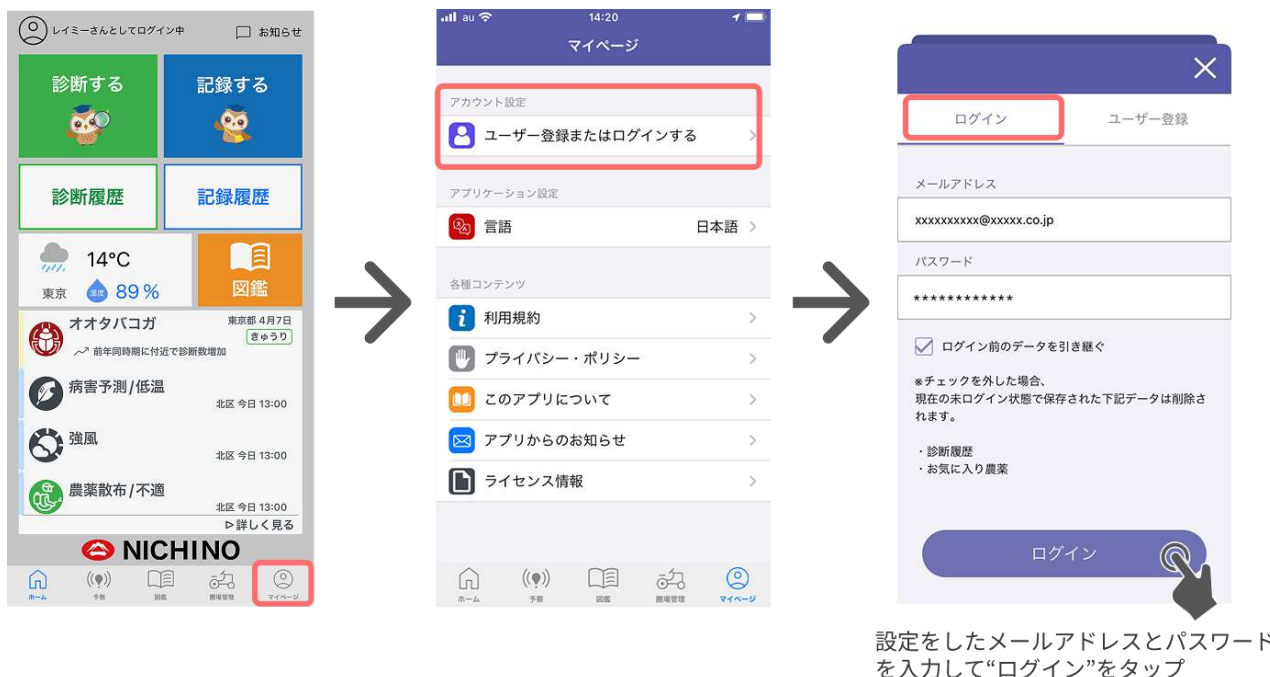 レイミーさんとしてログイン中
お知らせ
診断する
記録する
診断履歴
記録履歴
14°C
東京
湿度
89%
図鑑
オオタバコガ
東京都 4月7日
きゅうり
前年同時期に付近で診断数増加
病害予測/低温
北区 今日 13:00
強風
北区 今日 13:00
農薬散布/不適
北区 今日 13:00
▷詳しく見る
NICHINO
ホーム
予察
図鑑
圃場管理
マイページ
au
14:20
マイページ
アカウント設定
ユーザー登録またはログインする
アプリケーション設定
言語
日本語
各種コンテンツ
利用規約
プライバシー・ポリシー
このアプリについて
アプリからのお知らせ
ライセンス情報
ホーム
予察
図鑑
圃場管理
マイページ
ログイン
ユーザー登録
メールアドレス
xxxxxxxxxx@xxxxx.co.jp
パスワード
************
ログイン前のデータを引き継ぐ
※チェックを外した場合、
現在の未ログイン状態で保存された下記データは削除さ
れます。
・診断履歴
・お気に入り農薬
ログイン
設定をしたメールアドレスとパスワード
を入力して“ログイン”をタップ